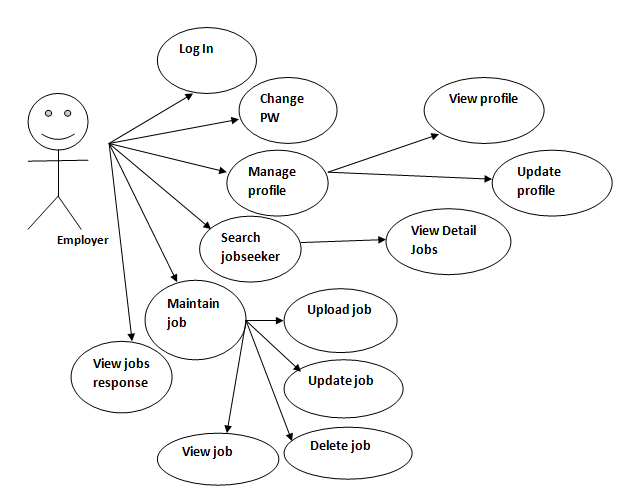 Log In
Change
PW
View profile
Manage
profile
Update
profile
Employer
Search
jobseeker
View Detail
Jobs
Maintain
job
Upload job
View jobs
response
Update job
View job
Delete job